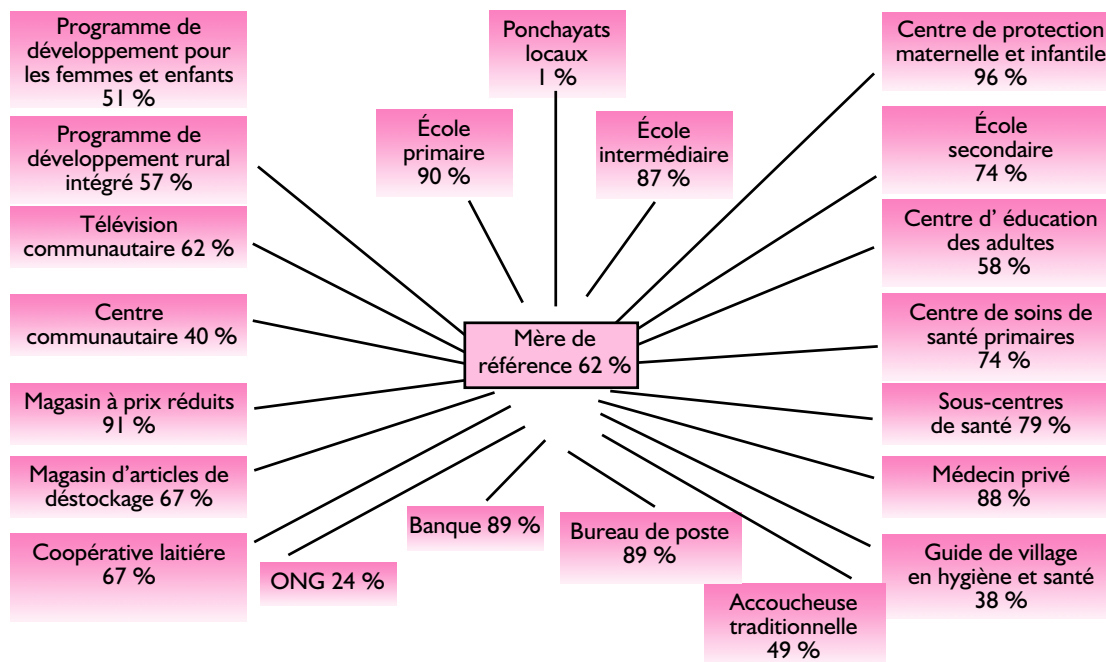 Programme de
développement pour
les femmes et enfants
51 %
Programme de
développement rural
intégré 57 %
Télévision
communautaire 62 %
Centre
communautaire 40 %
Magasin à prix réduits
91 %
Magasin d’articles de
déstockage 67 %
Coopérative laitiére
67 %
ONG 24 %
Banque 89 %
Bureau de poste
89 %
Accoucheuse
traditionnelle
49 %
Ponchayats
locaux
1 %
École
primaire
90 %
École
intermédiaire
87 %
Mère de
référence 62 %
Centre de protection
maternelle et infantile
96 %
École
secondaire
74 %
Centre d’ éducation
des adultes
58 %
Centre de soins de
santé primaires
74 %
Sous-centres
de santé 79 %
Médecin privé
88 %
Guide de village
en hygiène et santé
38 %